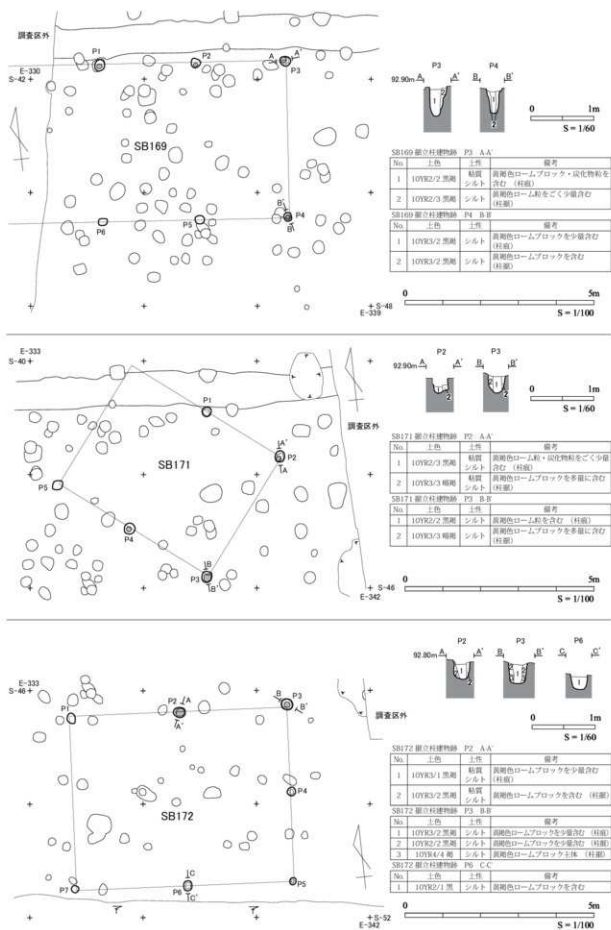 調査区外
P1
P2
A A'
P3
E-330
S-42
SB169
B'
P4
B
P6
P5
S-48
E-339
P3 P4
92.90m A A' B B'
1 2
1 2
0 1m
S = 1/60
SB169 掘立柱建物跡 P3 A-A'
No. 土色 土性 備考
1 10YR2/2 黒褐 粘質シルト 黄褐色ロームブロック・炭化物粒を含む (柱痕)
2 10YR2/3 黒褐 シルト 黄褐色ローム粒をごく少量含む (柱掘)
SB169 掘立柱建物跡 P4 B-B'
No. 土色 土性 備考
1 10YR3/2 黒褐 シルト 黄褐色ロームブロックを少量含む (柱痕)
2 10YR3/2 黒褐 シルト 黄褐色ロームブロックを含む (柱掘)
0 5m
S = 1/100
E-333
S-40
P1
A'
P2
A
調査区外
SB171
P5
P4
B
P3
B'
S-46
E-342
P2 P3
92.90m A A' B B'
1 2
2 1
0 1m
S = 1/60
SB171 掘立柱建物跡 P2 A-A'
No. 土色 土性 備考
1 10YR2/3 黒褐 粘質シルト 黄褐色ローム粒・炭化物粒をごく少量含む (柱痕)
2 10YR3/3 暗褐 粘質シルト 黄褐色ロームブロックを多量に含む (柱掘)
SB171 掘立柱建物跡 P3 B-B'
No. 土色 土性 備考
1 10YR2/2 黒褐 シルト 黄褐色ローム粒を含む (柱痕)
2 10YR3/3 暗褐 シルト 黄褐色ロームブロックを多量に含む (柱掘)
0 5m
S = 1/100
E-333
S-46
P1
P2 A
A'
B P3
B'
調査区外
P4
SB172
P7
C
P6
C'
P5
S-52
E-342
P2 P3 P6
92.90m A A' B B' C C'
0 1m
S = 1/60
SB172 掘立柱建物跡 P2 A-A'
No. 土色 土性 備考
1 10YR3/1 黒褐 粘質シルト 黄褐色ロームブロックを少量含む (柱痕)
2 10YR3/2 黒褐 粘質シルト 黄褐色ロームブロックを含む (柱掘)
SB172 掘立柱建物跡 P3 B-B'
1 10YR3/2 黒褐 シルト 黄褐色ロームブロックを少量含む (柱痕)
2 10YR2/2 黒褐 シルト 黄褐色ロームブロックを少量含む (柱掘)
3 10YR4/4 褐 シルト 黄褐色ロームブロック主体 (柱掘)
SB172 掘立柱建物跡 P6 C-C'
1 10YR2/1 黒 シルト 黄褐色ロームブロックを含む
0 5m
S = 1/100